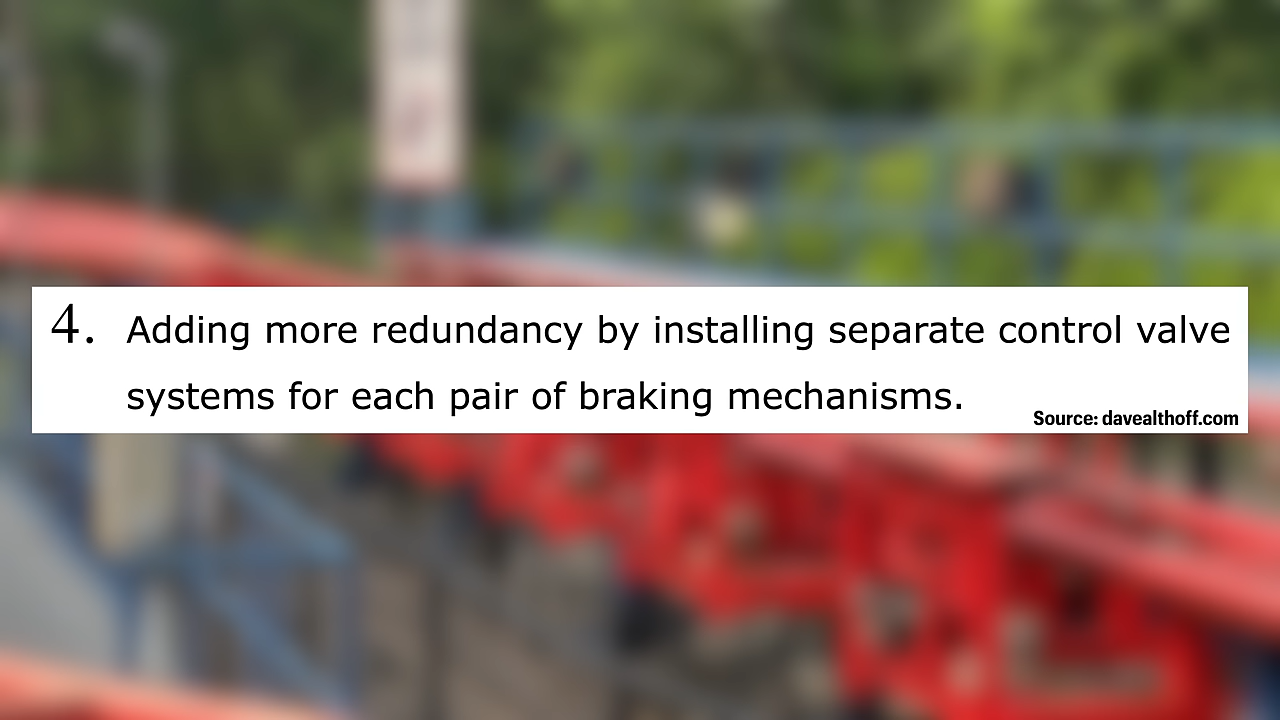 4. Adding more redundancy by installing separate control valve
systems for each pair of braking mechanisms.
Source: davealthoff.com